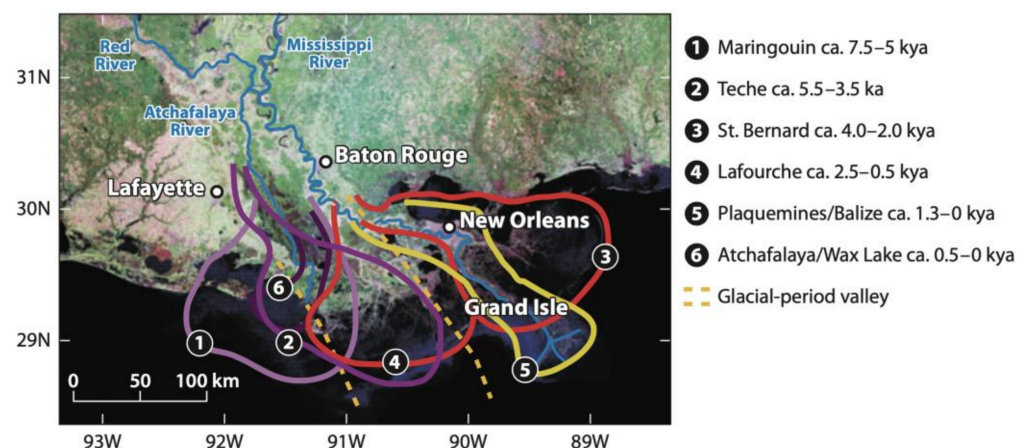 31N
30N
29N
93W
92W
91W
90W
89W
Red
River
Mississippi
River
Atchafalaya
River
Baton Rouge
Lafayette
New Orleans
Grand Isle
1
2
3
4
5
6
0 50 100 km
1 Maringouin ca. 7.5–5 kya
2 Teche ca. 5.5–3.5 ka
3 St. Bernard ca. 4.0–2.0 kya
4 Lafourche ca. 2.5–0.5 kya
5 Plaquemines/Balize ca. 1.3–0 kya
6 Atchafalaya/Wax Lake ca. 0.5–0 kya
Glacial-period valley